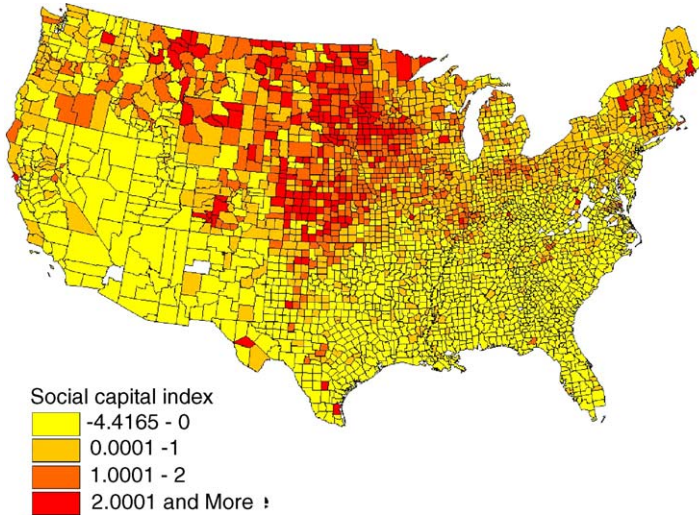 Social capital index
-4.4165 - 0
0.0001 -1
1.0001 - 2
2.0001 and More